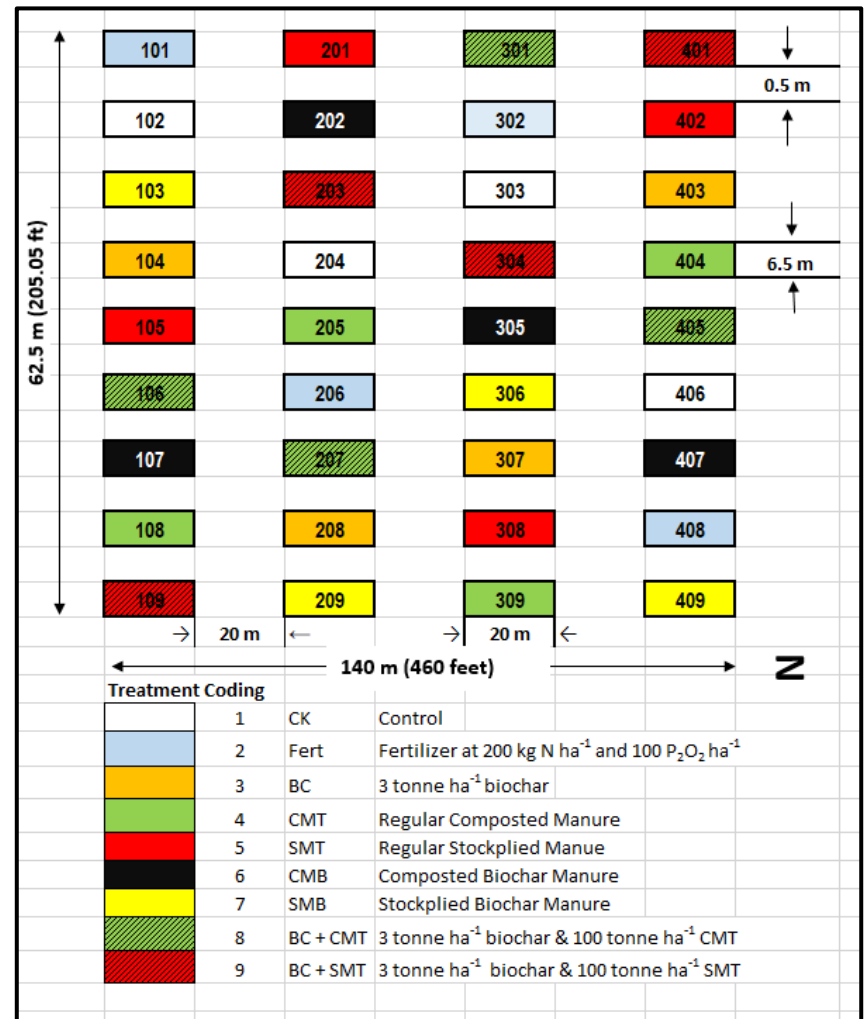 101 201 301 401
0.5 m
102 202 302 402
103 203 303 403
62.5 m (205.05 ft)
104 204 304 404 6.5 m
105 205 305 405
106 206 306 406
107 207 307 407
108 208 308 408
109 209 309 409
→ 20 m ← → 20 m ←
140 m (460 feet) N
Treatment Coding
1 CK Control
2 Fert Fertilizer at 200 kg N ha⁻¹ and 100 P₂O₂ ha⁻¹
3 BC 3 tonne ha⁻¹ biochar
4 CMT Regular Composted Manure
5 SMT Regular Stockplied Manue
6 CMB Composted Biochar Manure
7 SMB Stockplied Biochar Manure
8 BC + CMT 3 tonne ha⁻¹ biochar & 100 tonne ha⁻¹ CMT
9 BC + SMT 3 tonne ha⁻¹ biochar & 100 tonne ha⁻¹ SMT